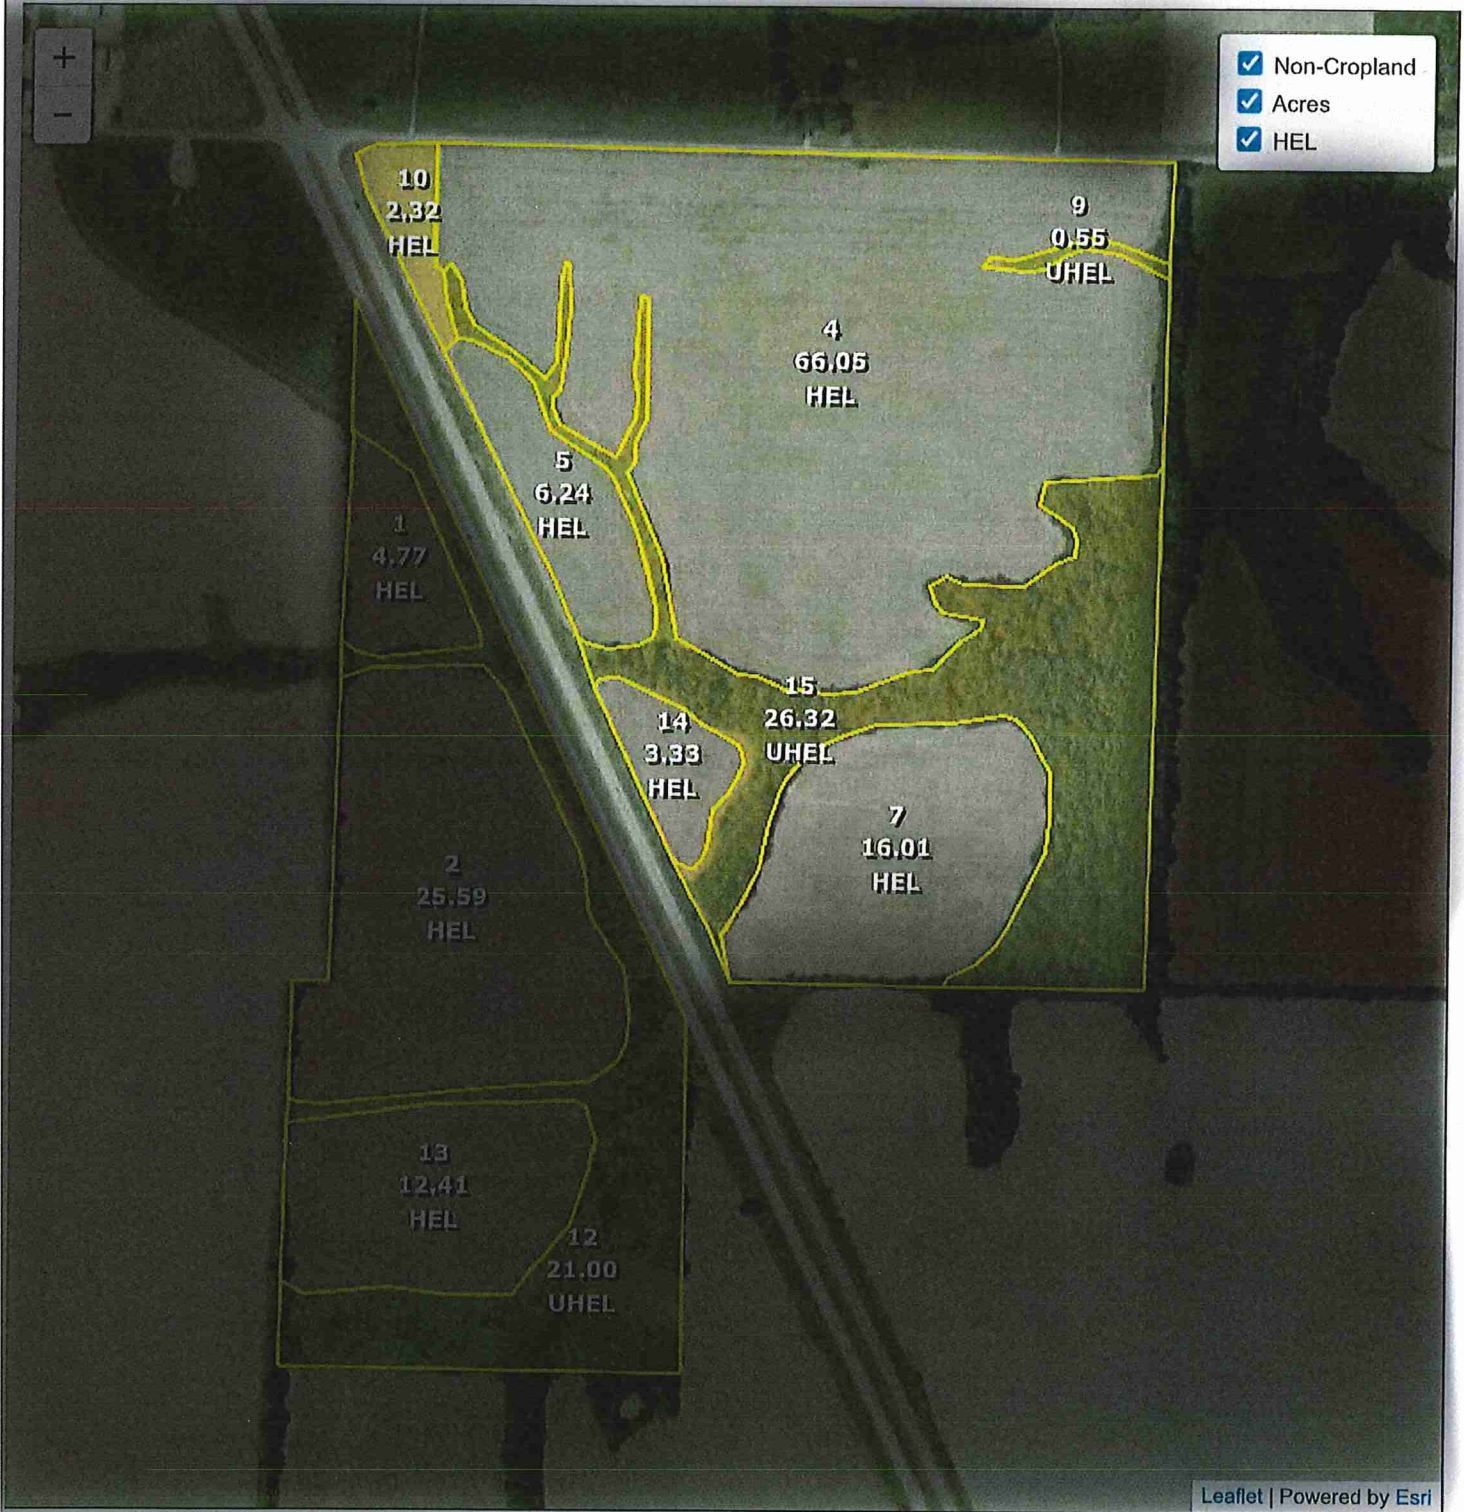 +
−
Non-Cropland
Acres
HEL
10
2.32
HEL
9
0.55
UHEL
4
66.05
HEL
5
6.24
HEL
1
4.77
HEL
15
26.32
UHEL
14
3.33
HEL
7
16.01
HEL
2
25.59
HEL
13
12.41
HEL
12
21.00
UHEL
Leaflet | Powered by Esri